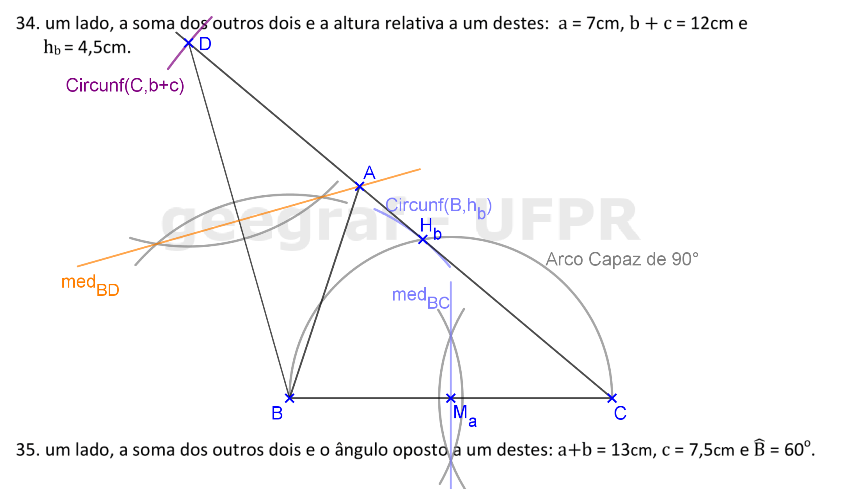 34. um lado, a soma dos outros dois e a altura relativa a um destes: a = 7cm, b + c = 12cm e
hb = 4,5cm.
D
Circunf(C,b+c)
A
Circunf(B,hb)
geegrafe UFPR
Hb
Arco Capaz de 90°
medBD
medBC
B
Ma
C
35. um lado, a soma dos outros dois e o ângulo oposto a um destes: a+b = 13cm, c = 7,5cm e B̂ = 60º.